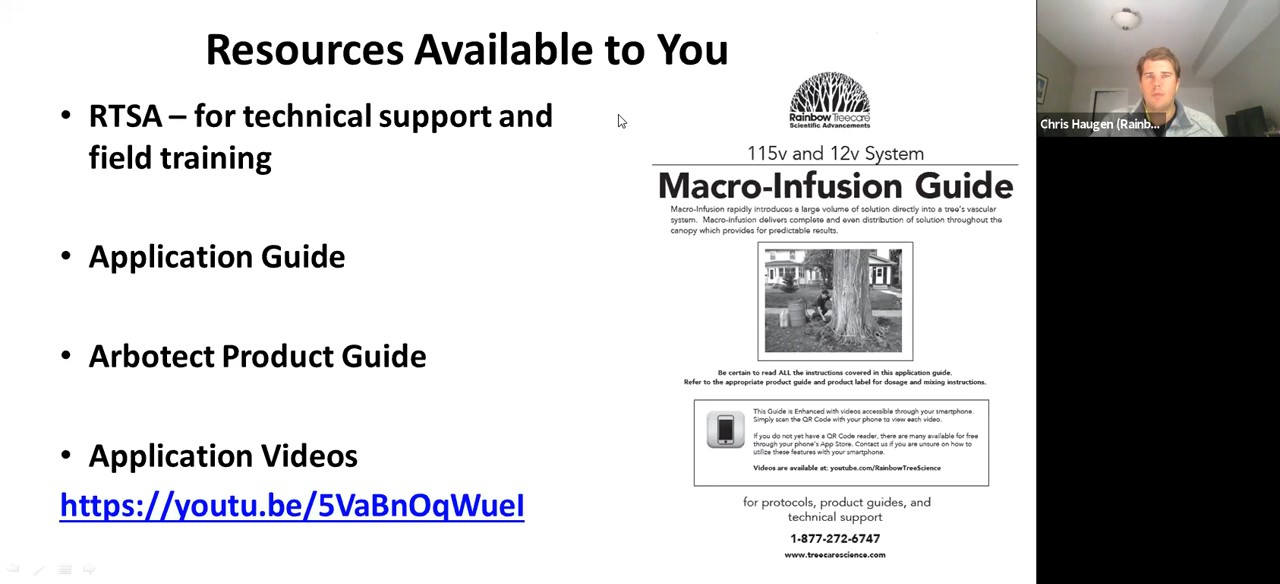 Resources Available to You
• RTSA – for technical support and
field training
• Application Guide
• Arbotect Product Guide
• Application Videos
https://youtu.be/5VaBnOqWueI
Rainbow Treecare
Scientific Advancements
115v and 12v System
Macro-Infusion Guide
Macro-Infusion rapidly introduces a large volume of solution directly into a tree's vascular
system. Macro-infusion delivers complete and even distribution of solution throughout the
canopy which provides for predictable results.
Be certain to read ALL the instructions covered in this application guide.
Refer to the appropriate product guide and product label for dosage and mixing instructions.
This Guide is Enhanced with videos accessible through your smartphone.
Simply scan the QR Code with your phone to view each video.
If you do not yet have a QR Code reader, there are many available for free
through your phone's App Store. Contact us if you are unsure on how to
utilize these features with your smartphone.
Videos are available at: youtube.com/RainbowTreeScience
for protocols, product guides, and
technical support
1-877-272-6747
www.treecarescience.com
Chris Haugen (Rainb...